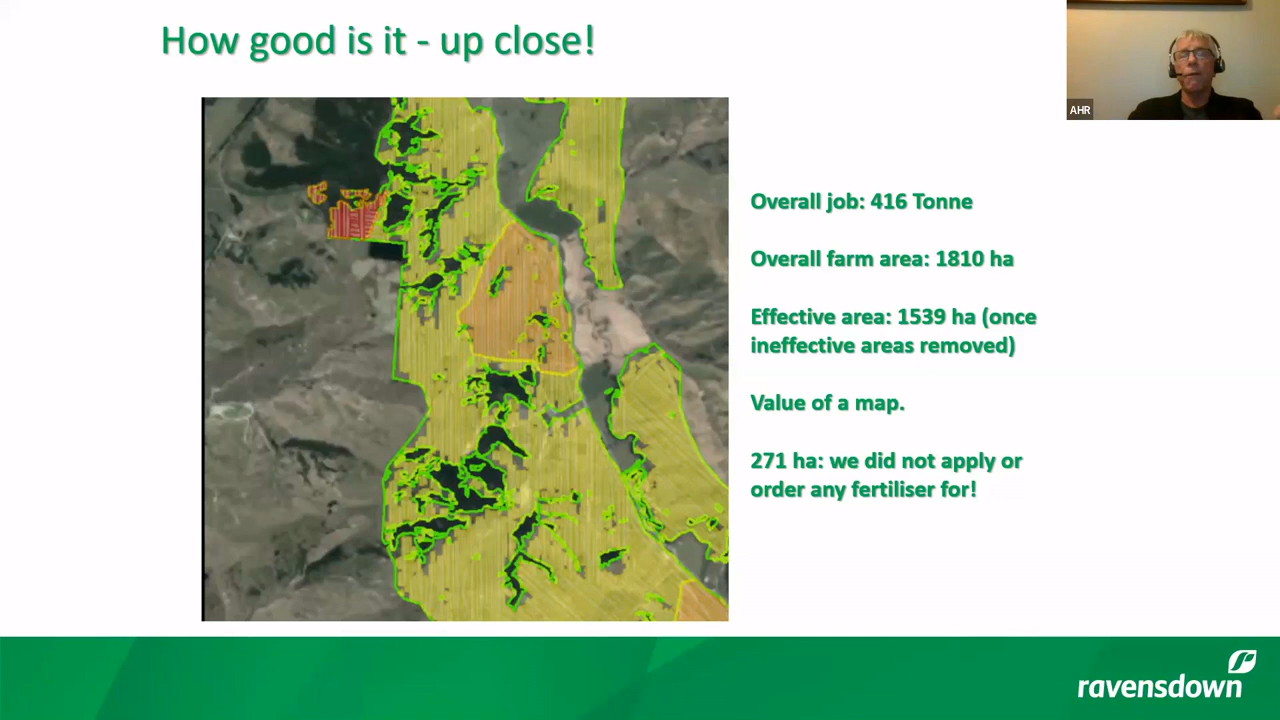 How good is it - up close!
AHR
Overall job: 416 Tonne
Overall farm area: 1810 ha
Effective area: 1539 ha (once
ineffective areas removed)
Value of a map.
271 ha: we did not apply or
order any fertiliser for!
ravensdown